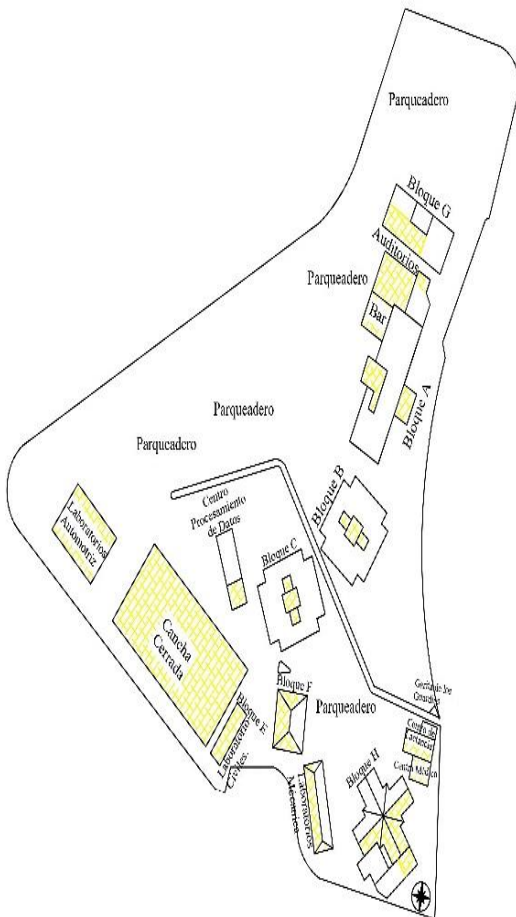 Parqueadero
Bloque G
Auditorios
Parqueadero
Bar
Bloque A
Parqueadero
Parqueadero
Bloque B
Centro
Procesamiento
de Datos
Laboratorios
Automotriz
Bloque C
Cancha
Cerrada
Bloque F
Parqueadero
Bloque E
Laboratorio
Civiles.
Laboratorios
Mecánica
Bloque H
Centro de
Lactancia
Centro Médico